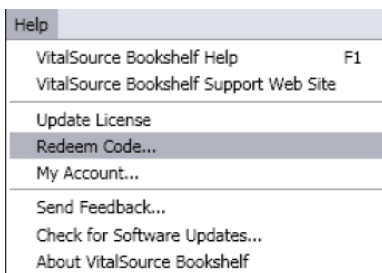 Help
VitalSource Bookshelf Help F1
VitalSource Bookshelf Support Web Site
Update License
Redeem Code...
My Account...
Send Feedback...
Check for Software Updates...
About VitalSource Bookshelf